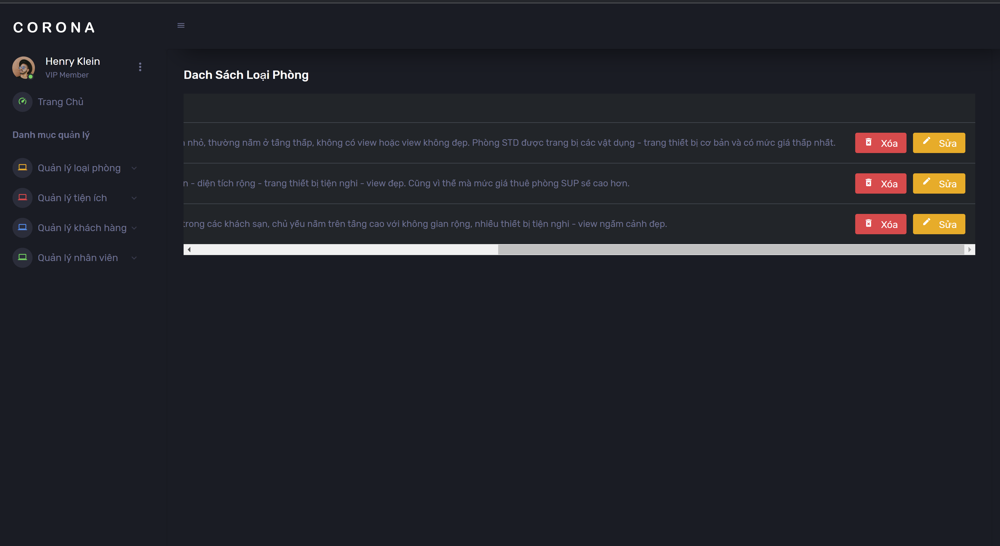 CORONA
Henry Klein
VIP Member
Trang Chủ
Danh mục quản lý
Quản lý loại phòng
Quản lý tiện ích
Quản lý khách hàng
Quản lý nhân viên
Dach Sách Loại Phòng
nhỏ, thường nằm ở tầng thấp, không có view hoặc view không đẹp. Phòng STD được trang bị các vật dụng - trang thiết bị cơ bản và có mức giá thấp nhất. Xóa Sửa
n - diện tích rộng - trang thiết bị tiện nghi - view đẹp. Cũng vì thế mà mức giá thuê phòng SUP sẽ cao hơn. Xóa Sửa
trong các khách sạn, chủ yếu nằm trên tầng cao với không gian rộng, nhiều thiết bị tiện nghi - view ngắm cảnh đẹp. Xóa Sửa